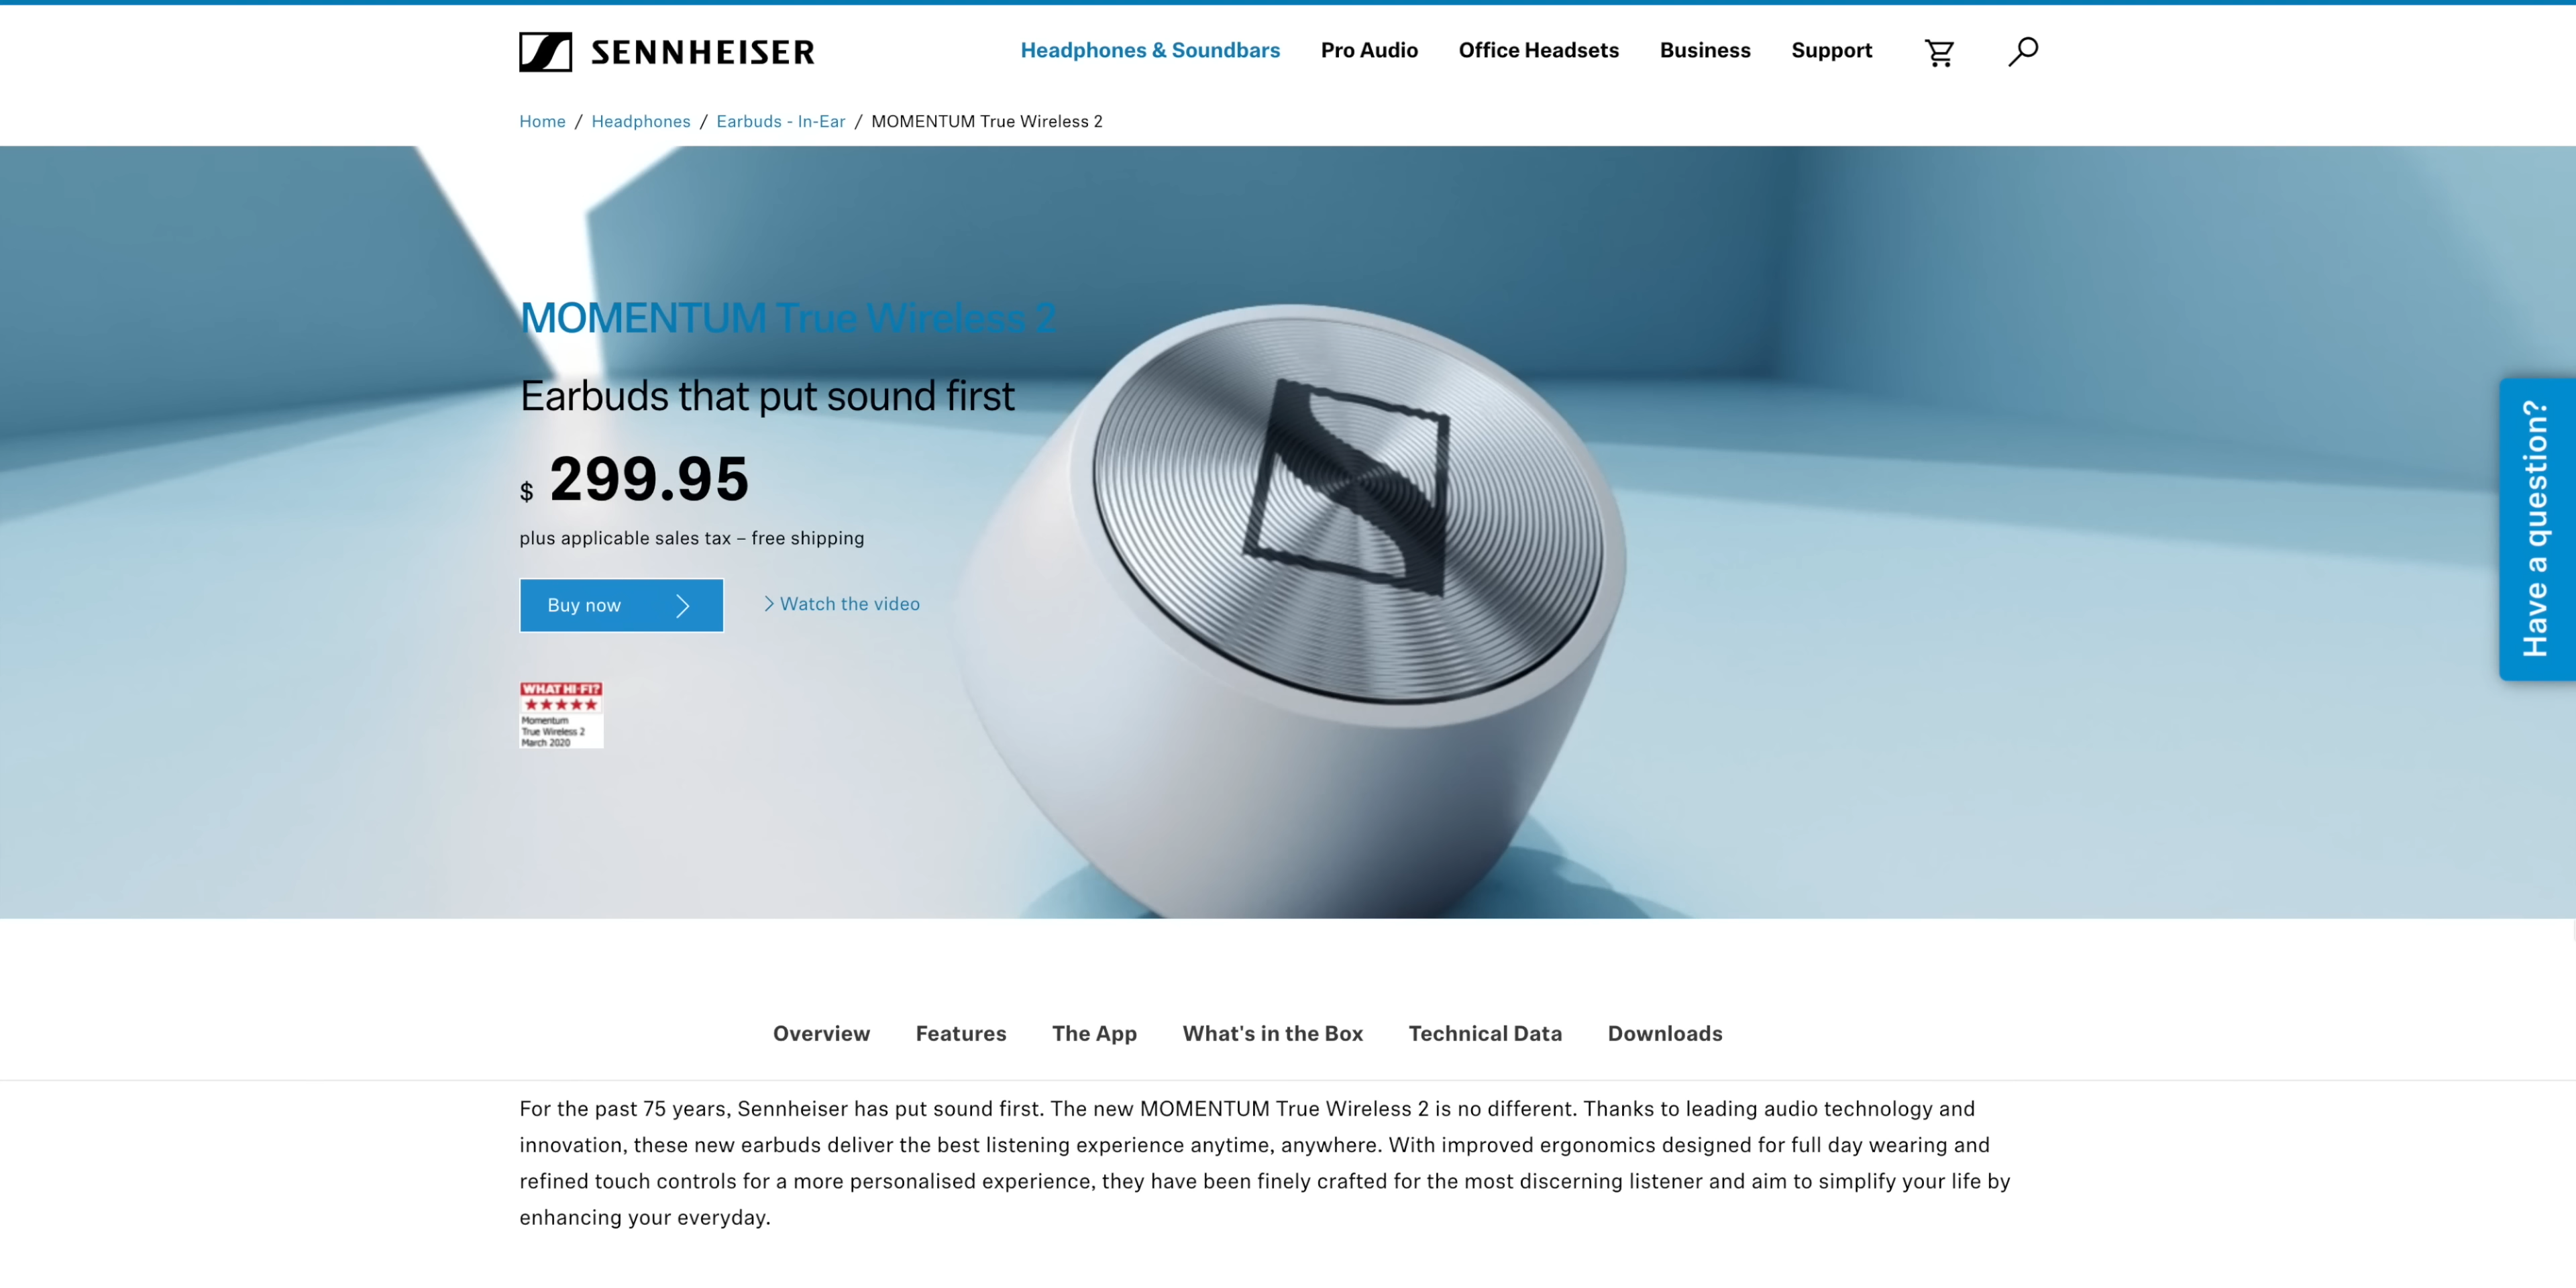 SENNHEISER
Headphones & Soundbars
Pro Audio
Office Headsets
Business
Support
Home / Headphones / Earbuds - In-Ear / MOMENTUM True Wireless 2
MOMENTUM True Wireless 2
Earbuds that put sound first
$ 299.95
plus applicable sales tax – free shipping
Buy now
Watch the video
WHAT HI-FI?
Momentum
True Wireless 2
March 2020
Have a question?
Overview
Features
The App
What's in the Box
Technical Data
Downloads
For the past 75 years, Sennheiser has put sound first. The new MOMENTUM True Wireless 2 is no different. Thanks to leading audio technology and
innovation, these new earbuds deliver the best listening experience anytime, anywhere. With improved ergonomics designed for full day wearing and
refined touch controls for a more personalised experience, they have been finely crafted for the most discerning listener and aim to simplify your life by
enhancing your everyday.